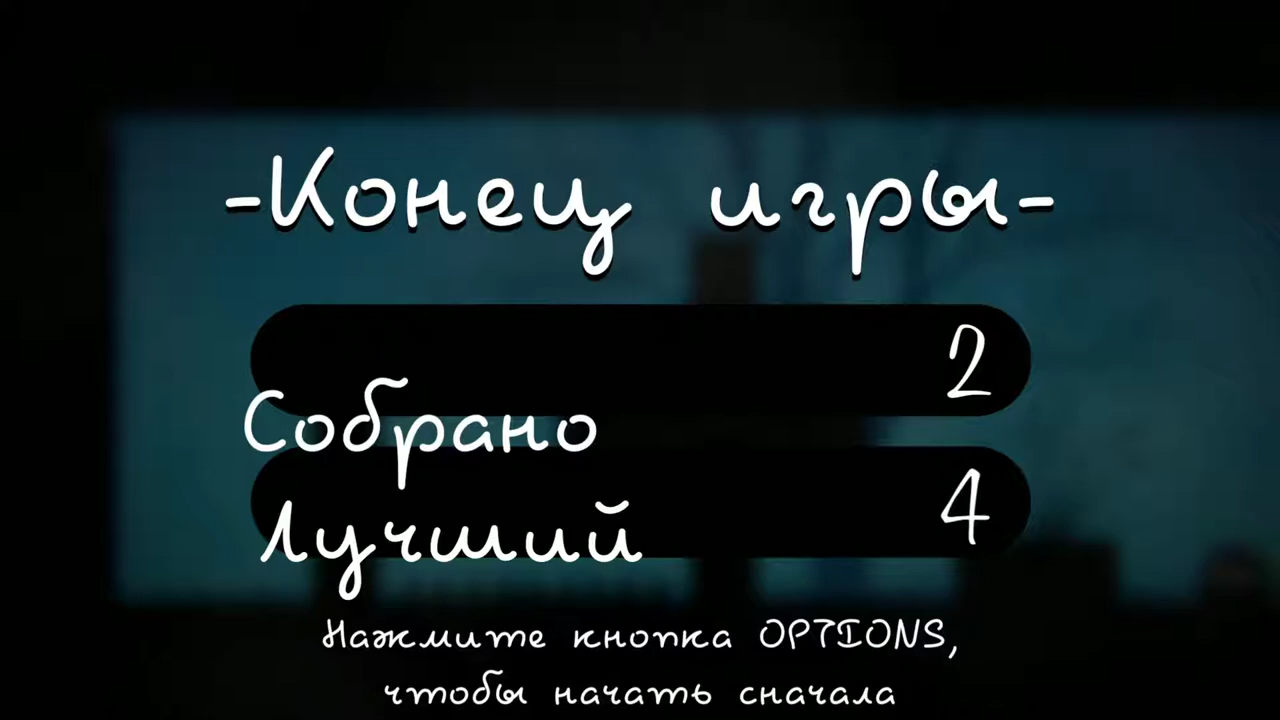 -Конец игры-
2
Собрано
4
Лучший
Нажмите кнопка OPTIONS,
чтобы начать сначала